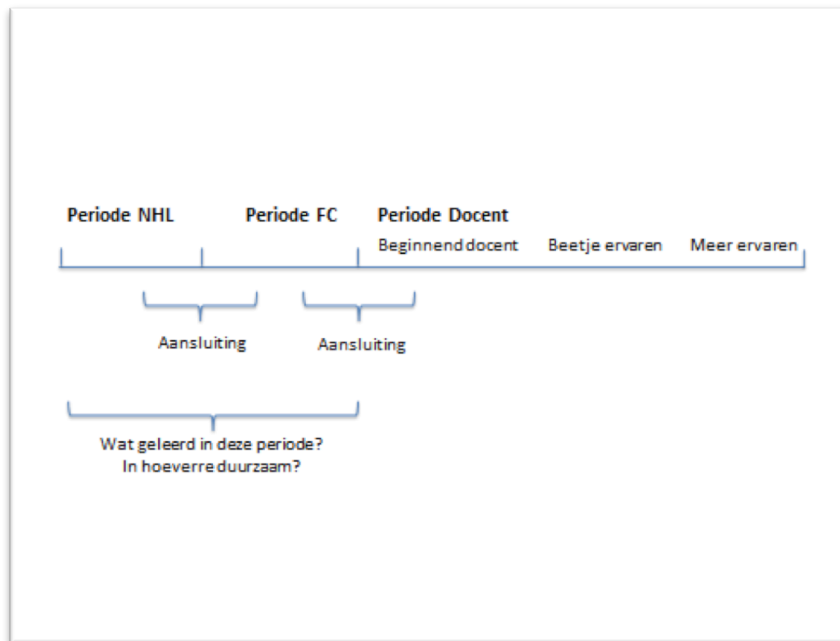 Periode NHL Periode FC Periode Docent
Beginnend docent Beetje ervaren Meer ervaren
Aansluiting Aansluiting
Wat geleerd in deze periode?
In hoeverre duurzaam?